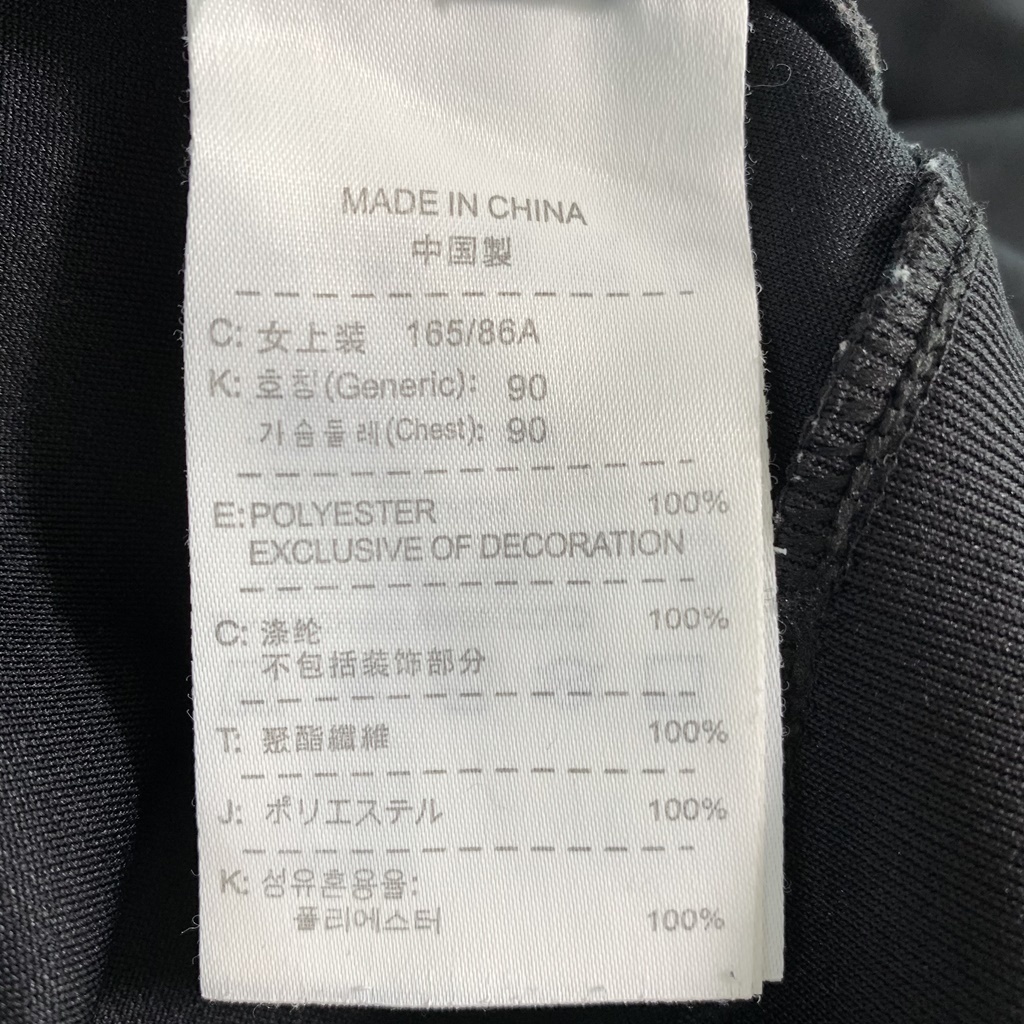 MADE IN CHINA
中国製
C: 女上装 165/86A
K: 호칭(Generic): 90
가슴둘레(Chest): 90
E: POLYESTER 100%
EXCLUSIVE OF DECORATION
C: 涤纶 100%
不包括装饰部分
T: 聚酯纖維 100%
J: ポリエステル 100%
K: 섬유혼용율:
폴리에스터 100%